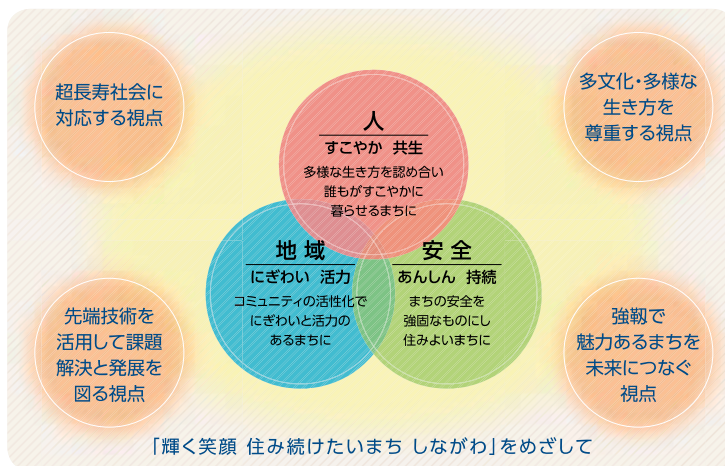 超長寿社会に
対応する視点
多文化・多様な
生き方を
尊重する視点
人
すこやか 共生
多様な生き方を認め合い
誰もがすこやかに
暮らせるまちに
地域
にぎわい 活力
コミュニティの活性化で
にぎわいと活力の
あるまちに
安全
あんしん 持続
まちの安全を
強固なものにし
住みよいまちに
先端技術を
活用して課題
解決と発展を
図る視点
強靱で
魅力あるまちを
未来につなぐ
視点
「輝く笑顔 住み続けたいまち しながわ」をめざして